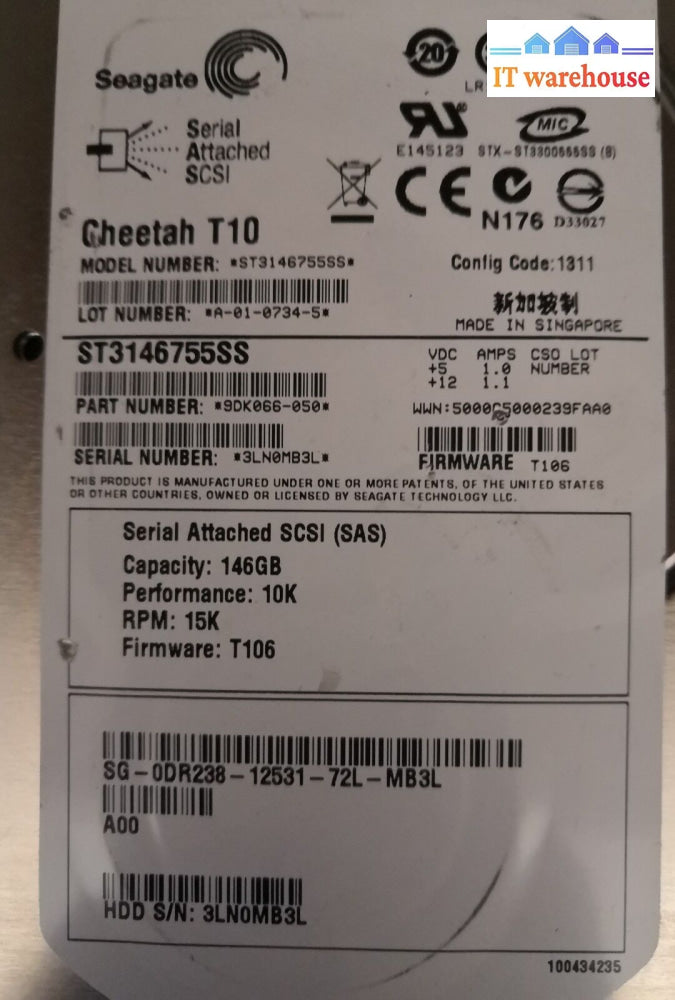 Seagate
20
LR
IT warehouse
Serial
Attached
SCSI
E145123
MIC
STX-ST3300655SS (B)
CE
N176
D33027
Cheetah T10
MODEL NUMBER: *ST3146755SS*
Config Code:1311
LOT NUMBER: *A-01-0734-5*
新加坡制
MADE IN SINGAPORE
ST3146755SS
VDC AMPS CSO LOT
+5 1.0 NUMBER
+12 1.1
PART NUMBER: *9DK066-050*
WWN:5000C5000239FAA0
SERIAL NUMBER: *3LN0MB3L*
FIRMWARE T106
THIS PRODUCT IS MANUFACTURED UNDER ONE OR MORE PATENTS, OF THE UNITED STATES
OR OTHER COUNTRIES, OWNED OR LICENSED BY SEAGATE TECHNOLOGY LLC.
Serial Attached SCSI (SAS)
Capacity: 146GB
Performance: 10K
RPM: 15K
Firmware: T106
SG-0DR238-12531-72L-MB3L
A00
HDD S/N: 3LN0MB3L
100434235